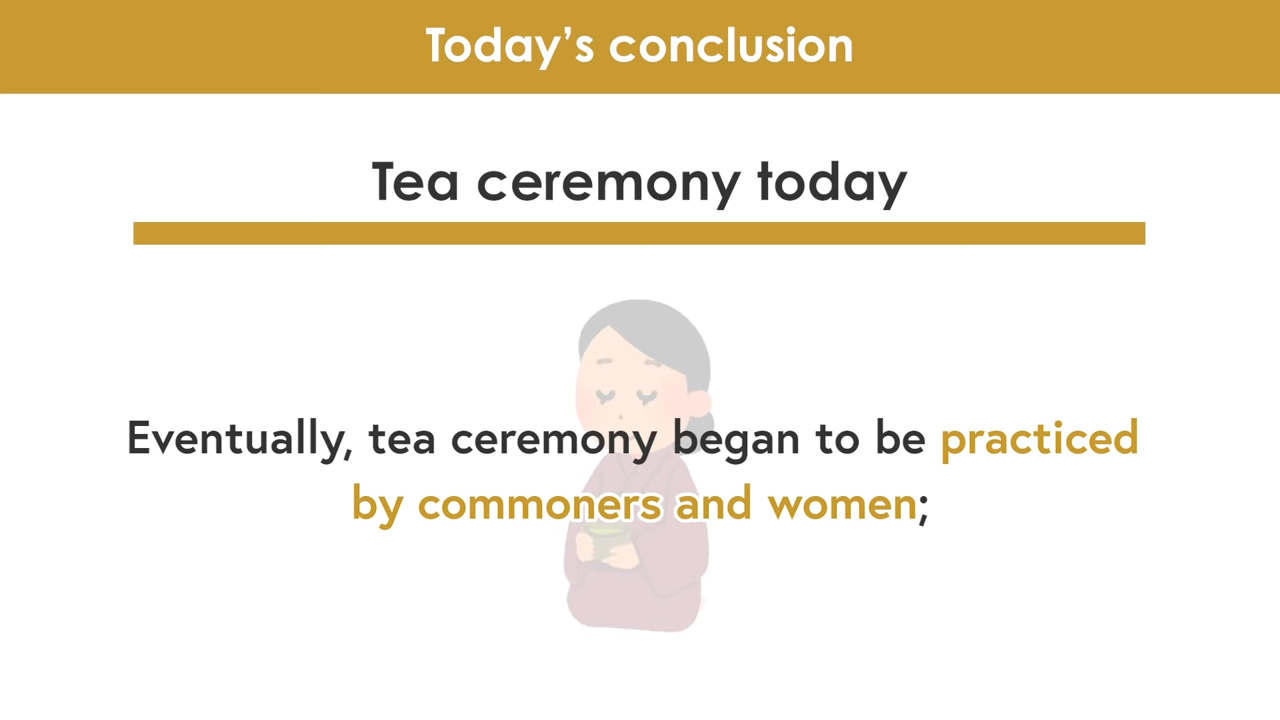 Today’s conclusion
Tea ceremony today
Eventually, tea ceremony began to be practiced
by commoners and women;